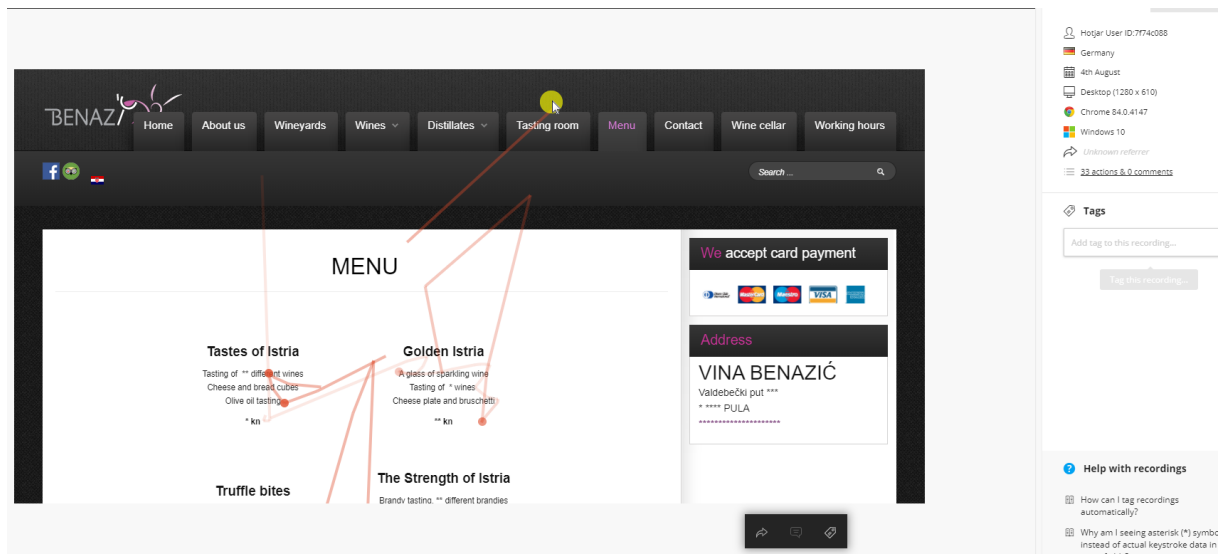 BENAZ
Home
About us
Wineyards
Wines
Distillates
Tasting room
Menu
Contact
Wine cellar
Working hours
Search ...
MENU
Tastes of Istria
Tasting of ** different wines
Cheese and bread cubes
Olive oil tasting
* kn
Golden Istria
A glass of sparkling wine
Tasting of * wines
Cheese plate and bruschetti
** kn
Truffle bites
The Strength of Istria
Brandy tasting, ** different brandies
We accept card payment
MasterCard
Maestro
VISA
Address
VINA BENAZIĆ
Valdebečki put ***
* **** PULA
*********************
Hotjar User ID:7f74c088
Germany
4th August
Desktop (1280 x 610)
Chrome 84.0.4147
Windows 10
Unknown referrer
33 actions & 0 comments
Tags
Add tag to this recording...
Tag this recording...
Help with recordings
How can I tag recordings
automatically?
Why am I seeing asterisk (*) symbo
instead of actual keystroke data in